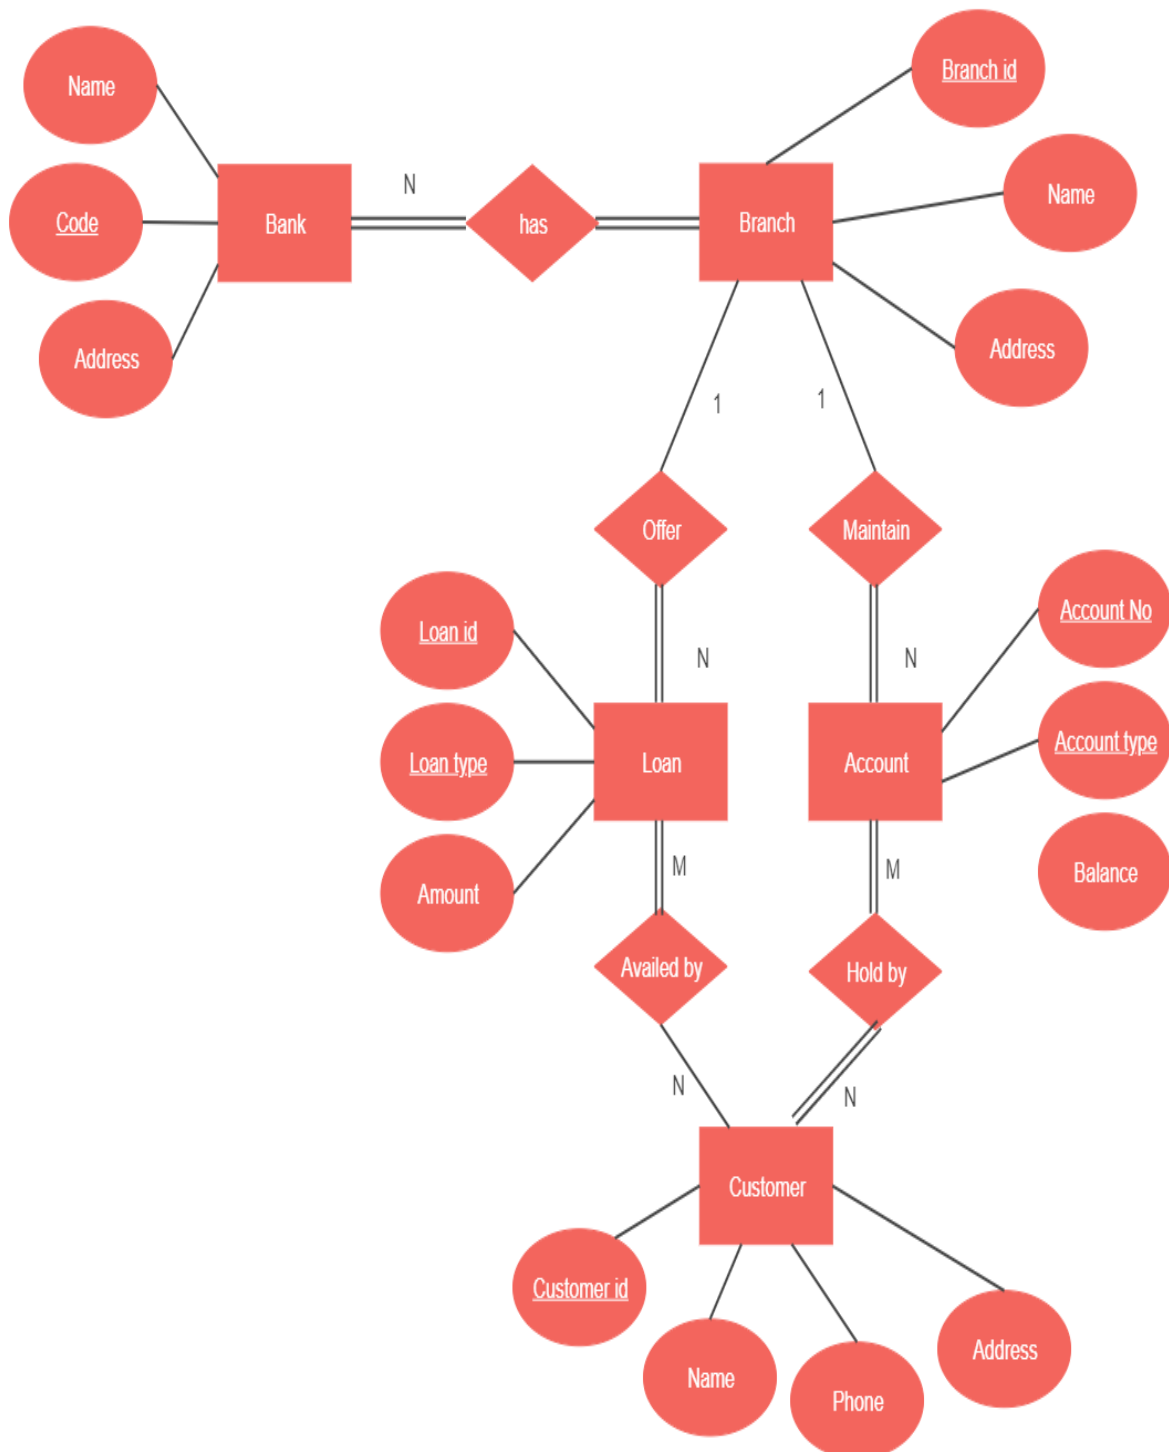 Name
Branch id
Code
Bank
N
has
Branch
Name
Address
Address
1
1
Offer
Maintain
Loan id
Account No
N
N
Loan type
Loan
Account
Account type
Amount
M
M
Balance
Availed by
Hold by
N
N
Customer
Customer id
Name
Phone
Address